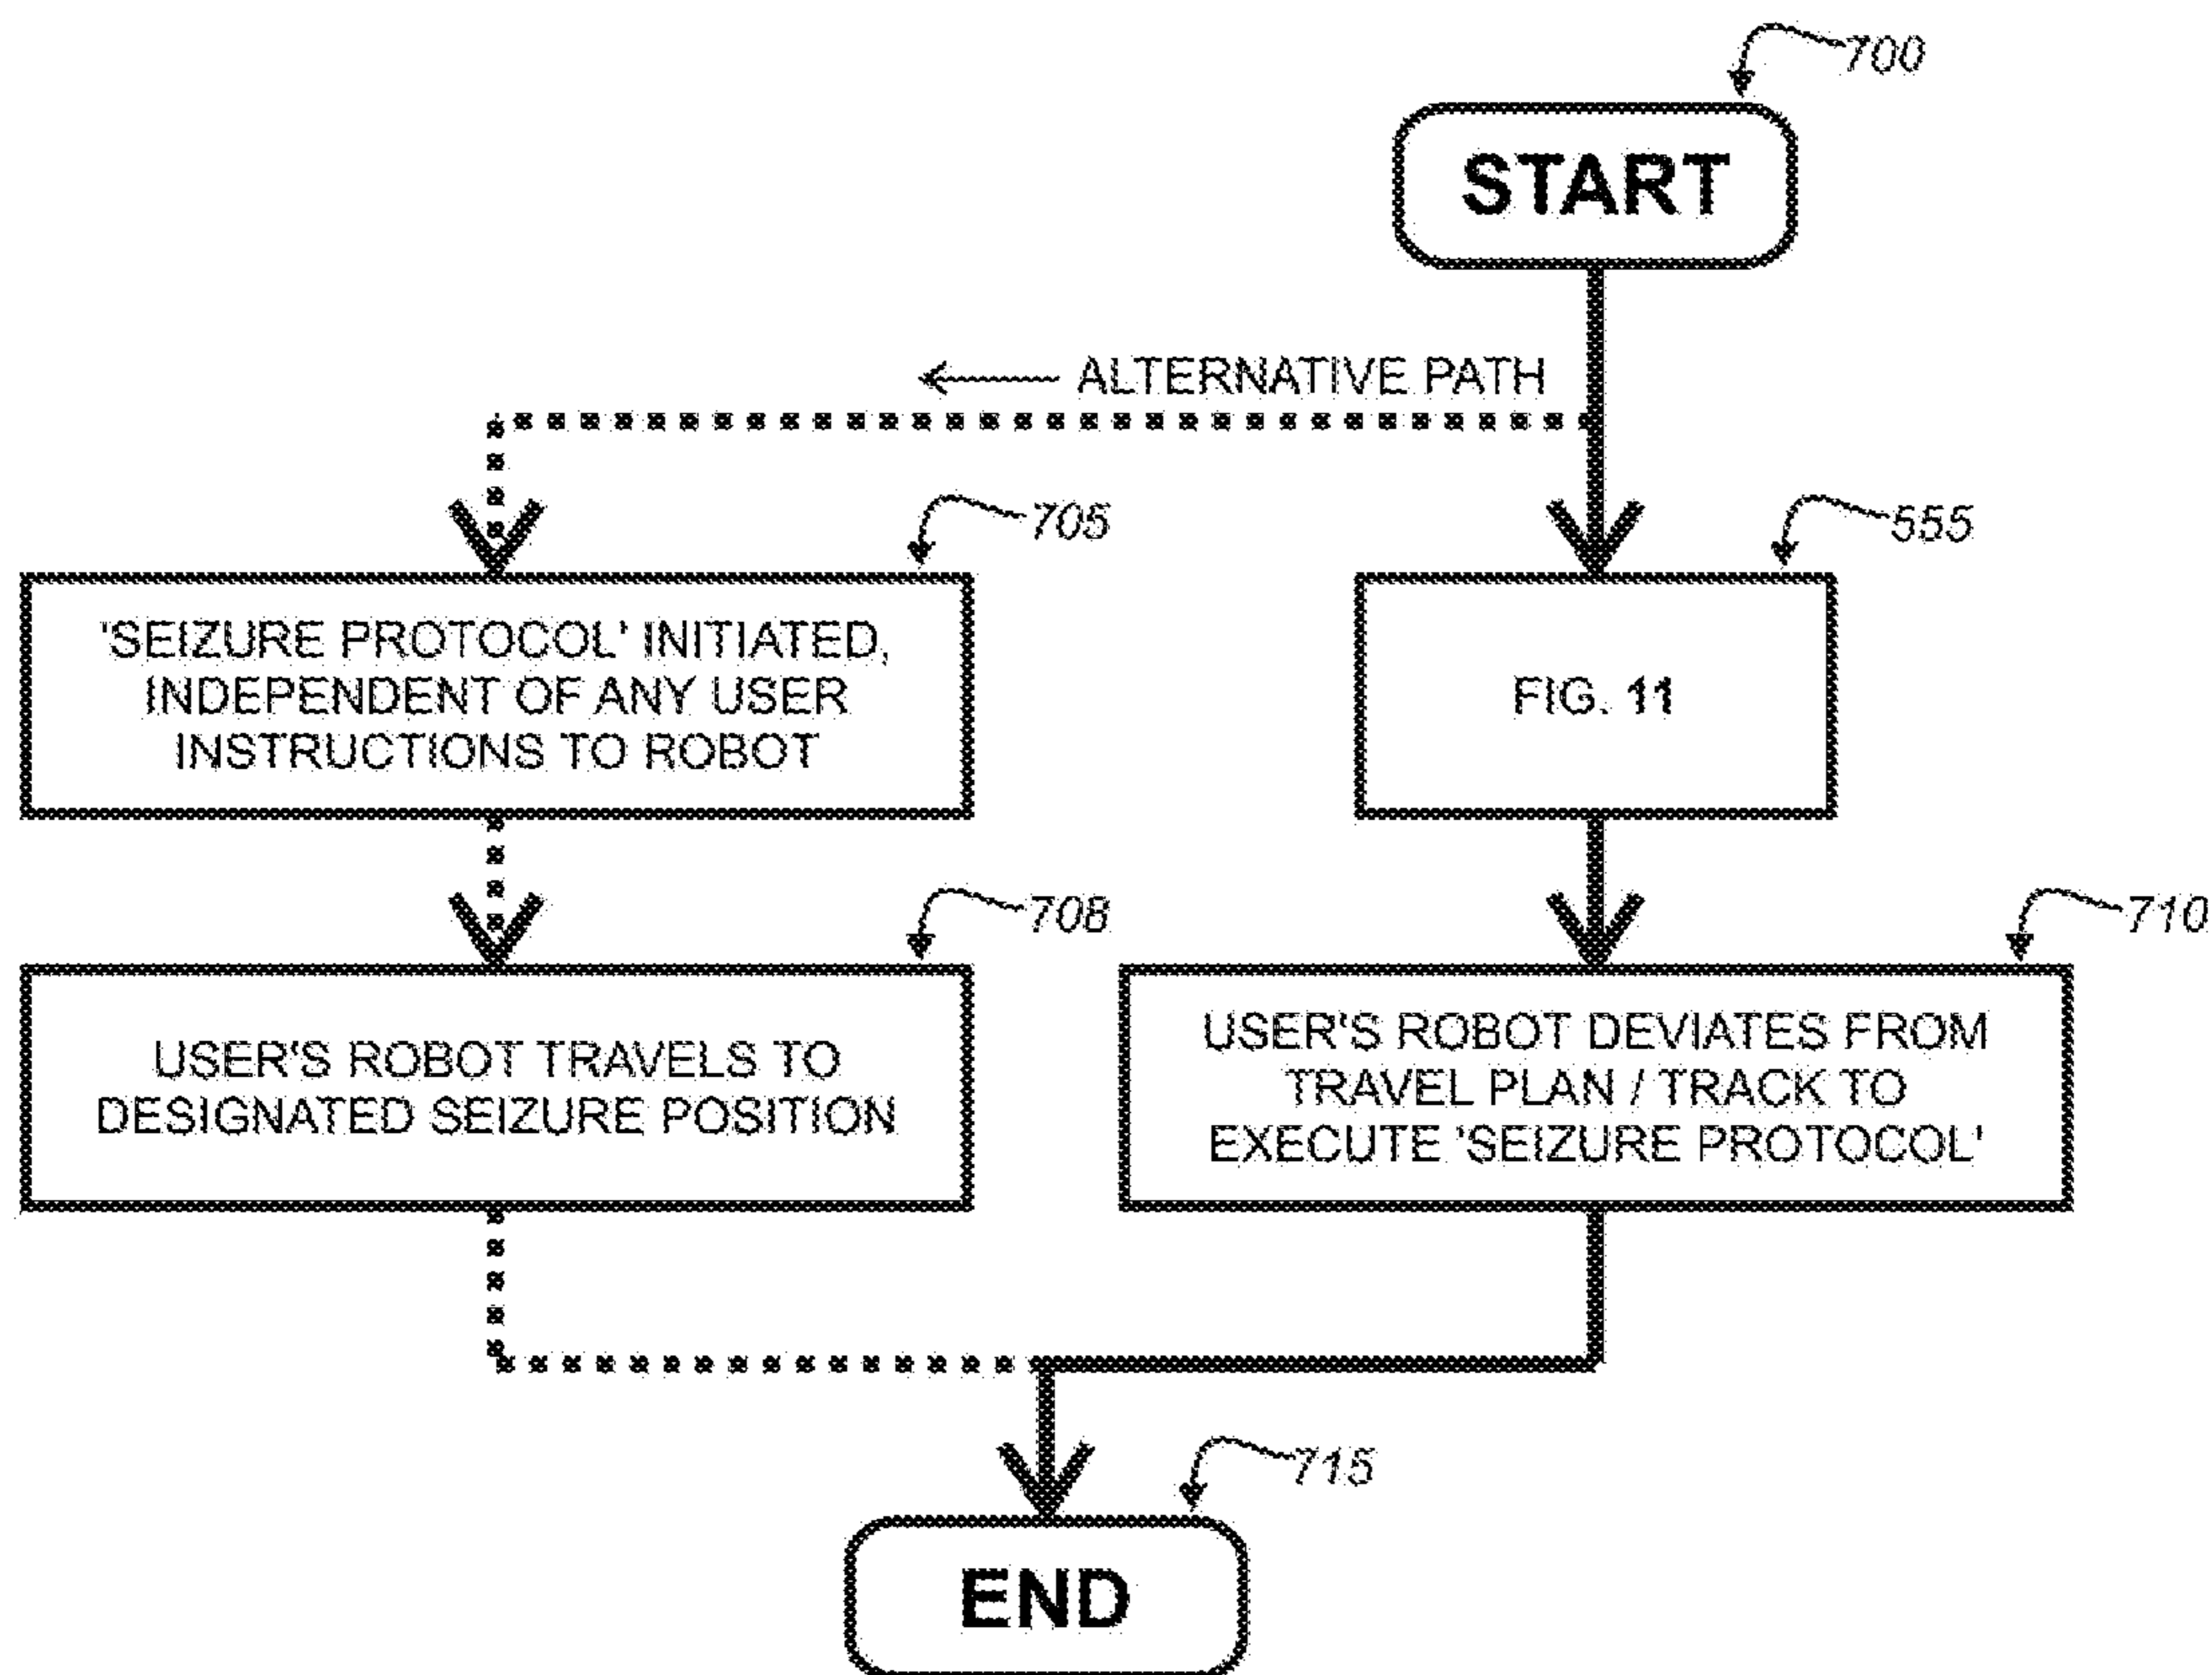 700
START
ALTERNATIVE PATH
705
555
'SEIZURE PROTOCOL' INITIATED,
INDEPENDENT OF ANY USER
INSTRUCTIONS TO ROBOT
FIG. 11
708
710
USER'S ROBOT TRAVELS TO
DESIGNATED SEIZURE POSITION
USER'S ROBOT DEVIATES FROM
TRAVEL PLAN / TRACK TO
EXECUTE 'SEIZURE PROTOCOL'
715
END